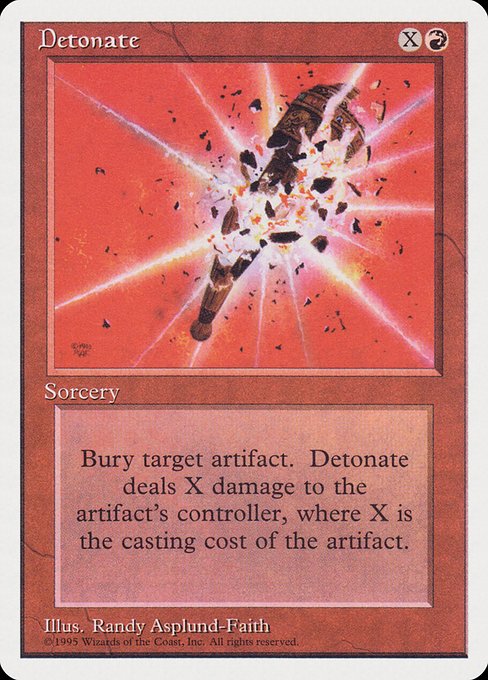 Detonate X
Sorcery
Bury target artifact. Detonate
deals X damage to the
artifact's controller, where X is
the casting cost of the artifact.
Illus. Randy Asplund-Faith
©1995 Wizards of the Coast, Inc. All rights reserved.